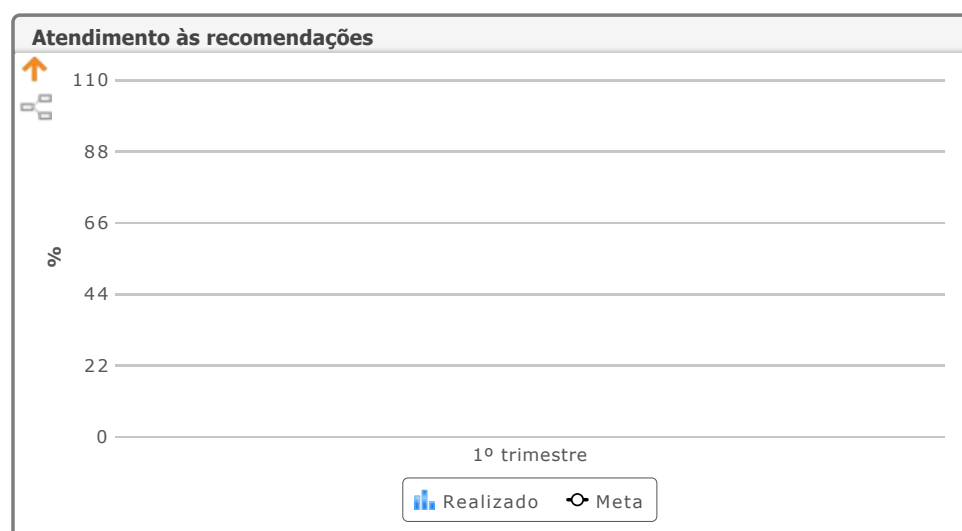 Atendimento às recomendações
110
88
66
%
44
22
0
1º trimestre
Realizado Meta